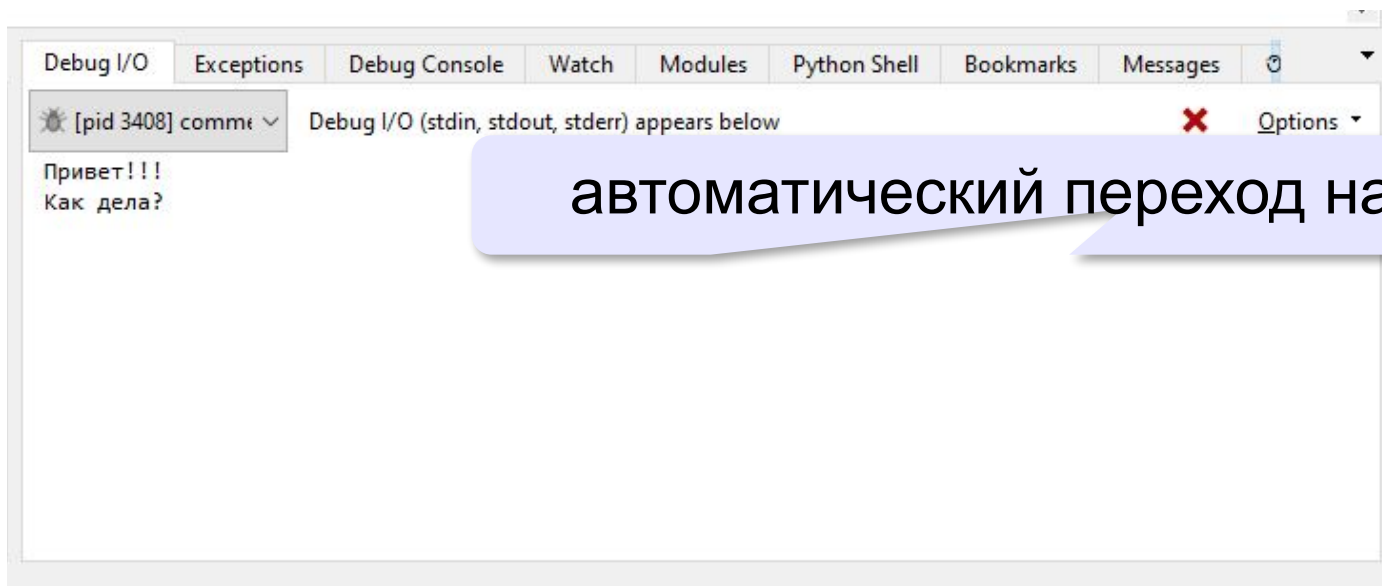 Debug I/O Exceptions Debug Console Watch Modules Python Shell Bookmarks Messages
[pid 3408] comme Debug I/O (stdin, stdout, stderr) appears below Options
Привет!!!
Как дела?
автоматический переход на